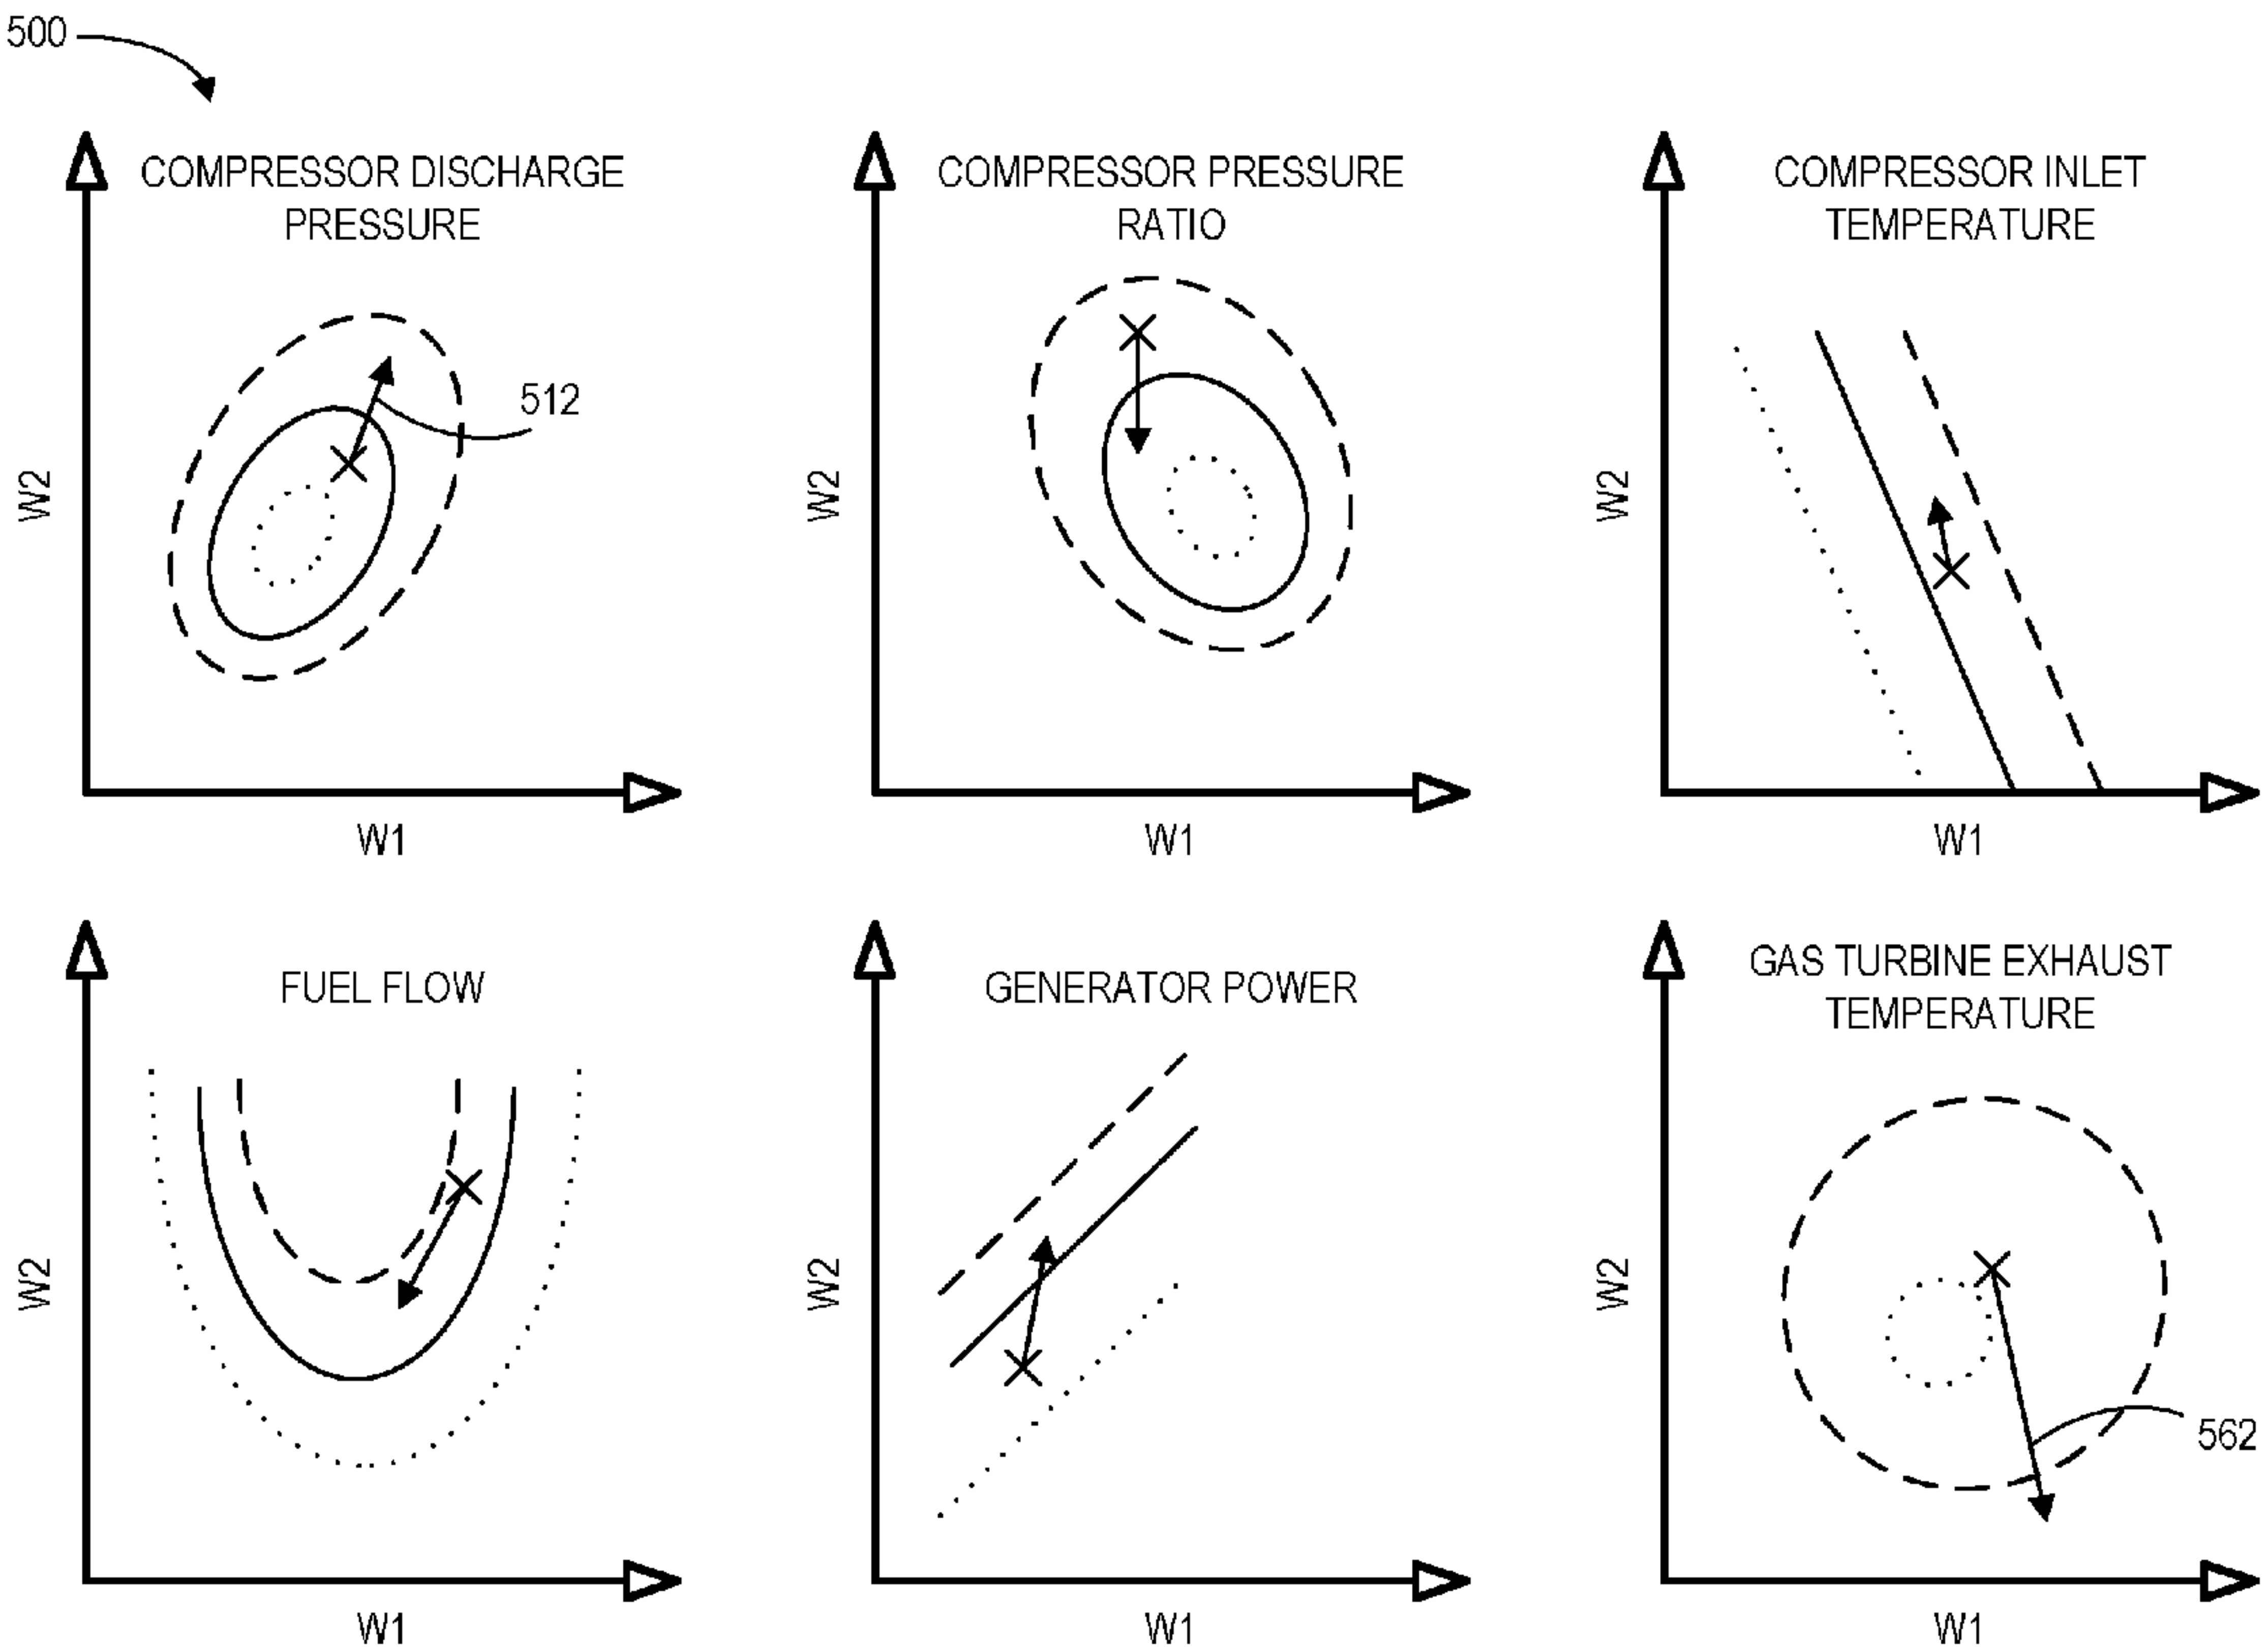 500
COMPRESSOR DISCHARGE
PRESSURE
512
W2
W1
COMPRESSOR PRESSURE
RATIO
W2
W1
COMPRESSOR INLET
TEMPERATURE
W2
W1
FUEL FLOW
W2
W1
GENERATOR POWER
W2
W1
GAS TURBINE EXHAUST
TEMPERATURE
562
W2
W1